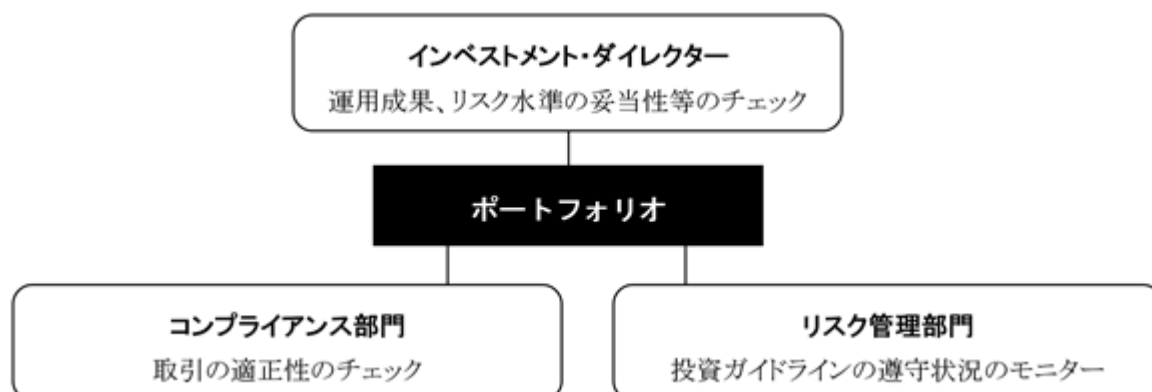 インベストメント・ダイレクター
運用成果、リスク水準の妥当性等のチェック
ポートフォリオ
コンプライアンス部門
取引の適正性のチェック
リスク管理部門
投資ガイドラインの遵守状況のモニター